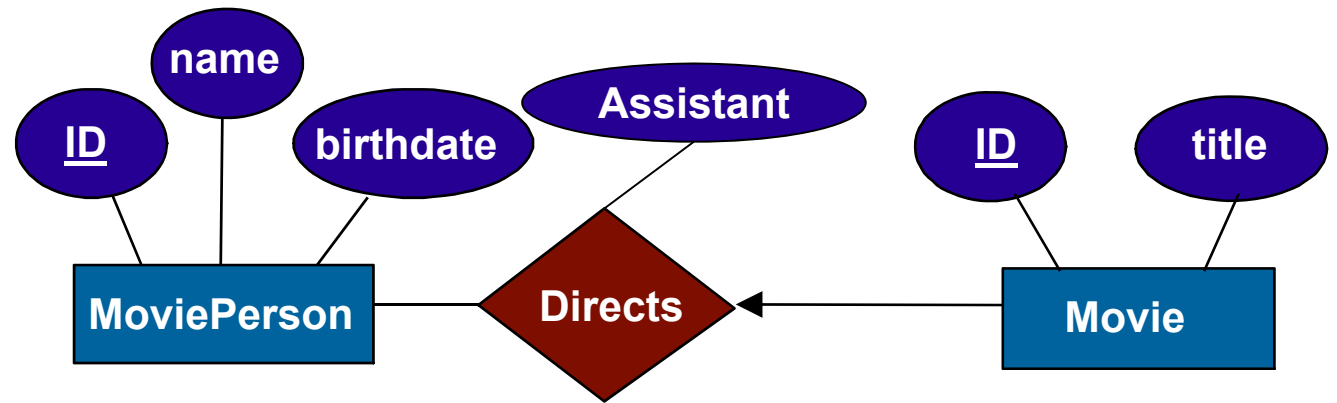 name
Assistant
ID
birthdate
ID
title
MoviePerson
Directs
Movie